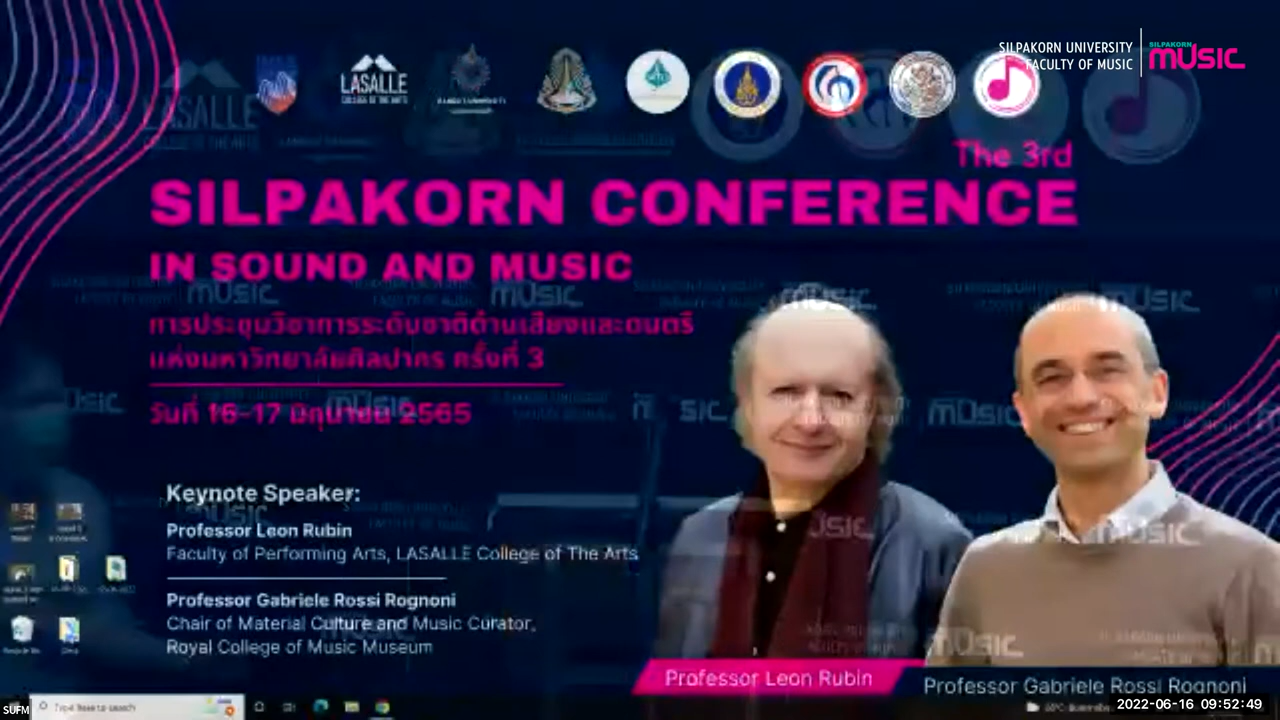 SILPAKORN UNIVERSITY
FACULTY OF MUSIC
SILPAKORN
MUSIC
LASALLE
COLLEGE OF THE ARTS
LASALLE
COLLEGE OF THE ARTS
The 3rd
SILPAKORN CONFERENCE
IN SOUND AND MUSIC
การประชุมวิชาการระดับชาติด้านเสียงและดนตรี
แห่งมหาวิทยาลัยศิลปากร ครั้งที่ 3
วันที่ 16-17 มิถุนายน 2565
Keynote Speaker:
Professor Leon Rubin
Faculty of Performing Arts, LASALLE College of The Arts
Professor Gabriele Rossi Rognoni
Chair of Material Culture and Music Curator,
Royal College of Music Museum
Professor Leon Rubin
Professor Gabriele Rossi Rognoni
SUFM
Type here to search
2022-06-16 09:52:49